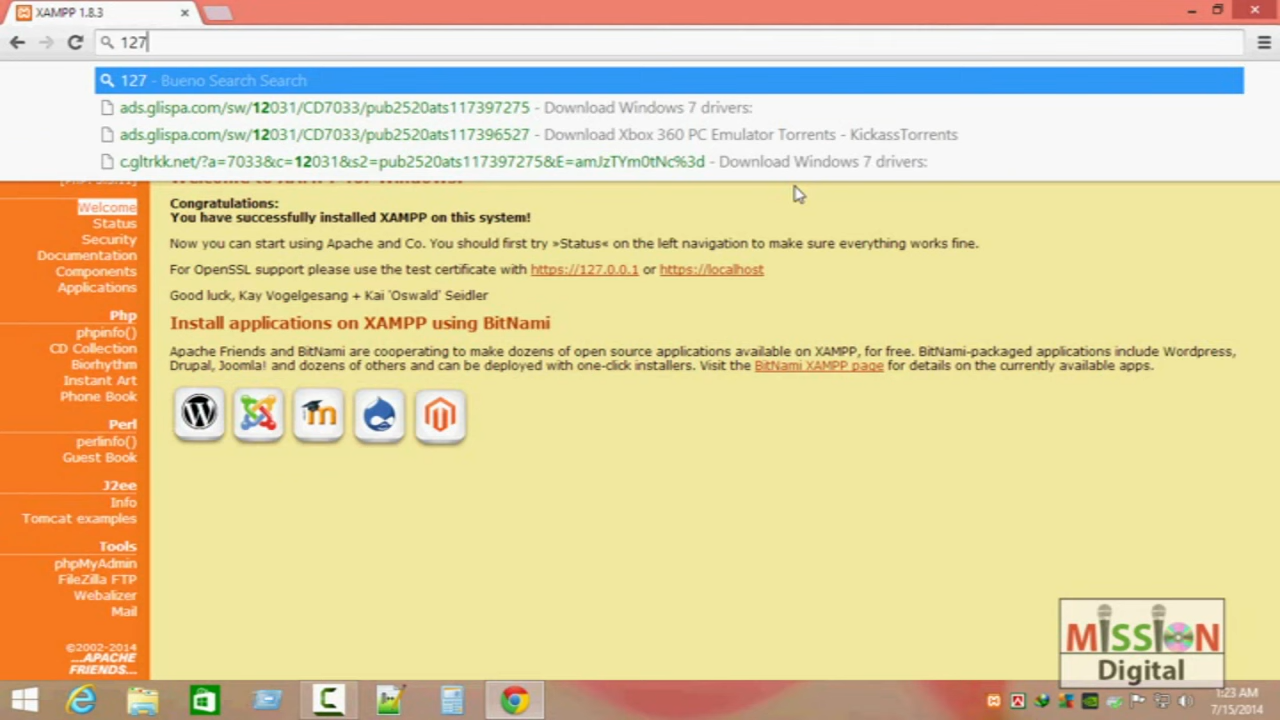 XAMPP 1.8.3
127
127 - Bueno Search Search
ads.glispa.com/sw/12031/CD7033/pub2520ats117397275 - Download Windows 7 drivers:
ads.glispa.com/sw/12031/CD7033/pub2520ats117396527 - Download Xbox 360 PC Emulator Torrents - KickassTorrents
c.gltrkk.net/?a=7033&c=12031&s2=pub2520ats117397275&E=amJzTYm0tNc%3d - Download Windows 7 drivers:
Welcome to XAMPP for Windows!
Welcome
Status
Security
Documentation
Components
Applications
Php
phpinfo()
CD Collection
Biorhythm
Instant Art
Phone Book
Perl
perlinfo()
Guest Book
J2ee
Info
Tomcat examples
Tools
phpMyAdmin
FileZilla FTP
Webalizer
Mail
©2002-2014
...APACHE
FRIENDS...
Congratulations:
You have successfully installed XAMPP on this system!
Now you can start using Apache and Co. You should first try »Status« on the left navigation to make sure everything works fine.
For OpenSSL support please use the test certificate with https://127.0.0.1 or https://localhost
Good luck, Kay Vogelgesang + Kai 'Oswald' Seidler
Install applications on XAMPP using BitNami
Apache Friends and BitNami are cooperating to make dozens of open source applications available on XAMPP, for free. BitNami-packaged applications include Wordpress,
Drupal, Joomla! and dozens of others and can be deployed with one-click installers. Visit the BitNami XAMPP page for details on the currently available apps.
MISSION
Digital
1:23 AM
7/15/2014